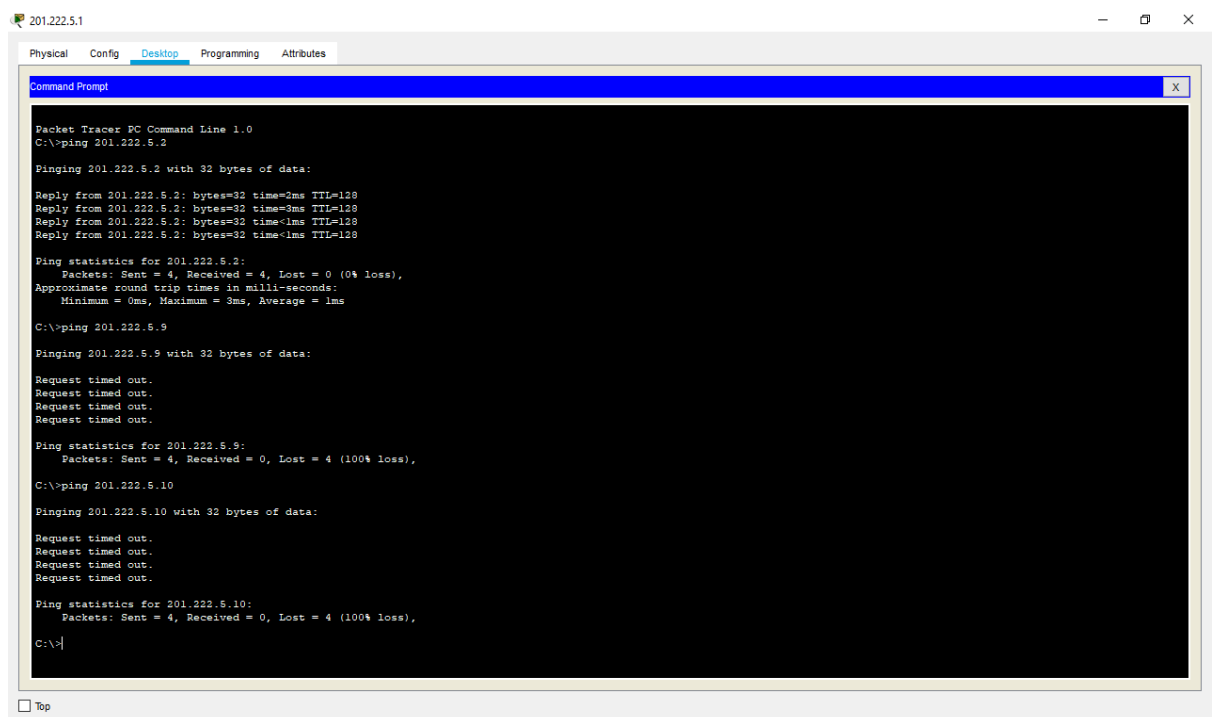 201.222.5.1
Physical Config Desktop Programming Attributes
Command Prompt
X
Packet Tracer PC Command Line 1.0
C:\>ping 201.222.5.2
Pinging 201.222.5.2 with 32 bytes of data:
Reply from 201.222.5.2: bytes=32 time=2ms TTL=128
Reply from 201.222.5.2: bytes=32 time=3ms TTL=128
Reply from 201.222.5.2: bytes=32 time<1ms TTL=128
Reply from 201.222.5.2: bytes=32 time<1ms TTL=128
Ping statistics for 201.222.5.2:
Packets: Sent = 4, Received = 4, Lost = 0 (0% loss),
Approximate round trip times in milli-seconds:
Minimum = 0ms, Maximum = 3ms, Average = 1ms
C:\>ping 201.222.5.9
Pinging 201.222.5.9 with 32 bytes of data:
Request timed out.
Request timed out.
Request timed out.
Request timed out.
Ping statistics for 201.222.5.9:
Packets: Sent = 4, Received = 0, Lost = 4 (100% loss),
C:\>ping 201.222.5.10
Pinging 201.222.5.10 with 32 bytes of data:
Request timed out.
Request timed out.
Request timed out.
Request timed out.
Ping statistics for 201.222.5.10:
Packets: Sent = 4, Received = 0, Lost = 4 (100% loss),
C:\>
Top